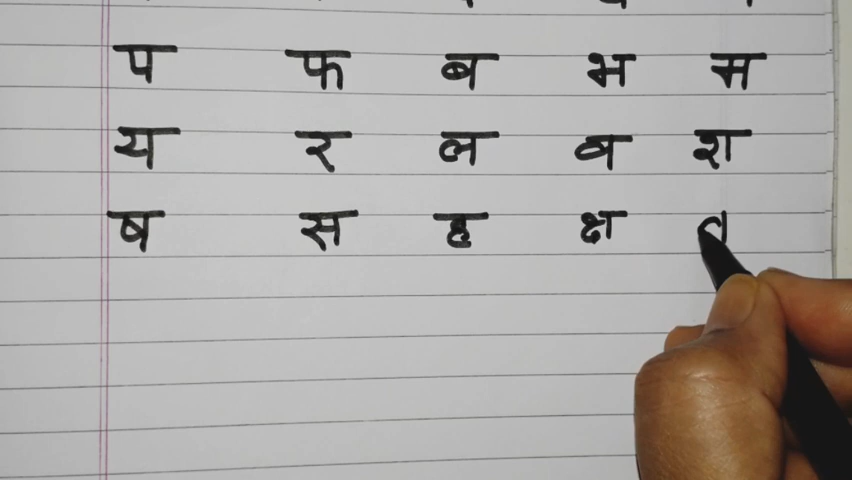 प फ ब भ म
य र ल व श
ष स ह क्ष